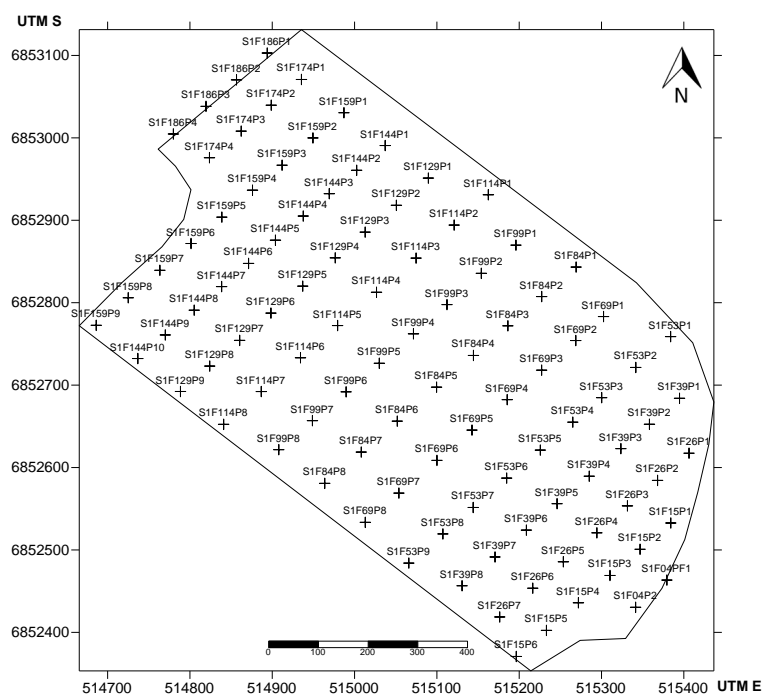 UTM S
S1F186P1
6853100
S1F186P2 S1F174P1
S1F186P3 S1F174P2
N
S1F159P1
S1F186P4 S1F174P3
6853000
S1F159P2 S1F144P1
S1F174P4 S1F159P3 S1F144P2
S1F129P1
S1F159P4 S1F144P3
S1F114P1
S1F129P2
6852900
S1F159P5 S1F144P4
S1F129P3 S1F114P2
S1F159P6 S1F144P5 S1F99P1
S1F159P7 S1F144P6 S1F129P4 S1F114P3
S1F84P1
S1F99P2
S1F159P8 S1F144P7 S1F129P5
S1F114P4
6852800
S1F84P2
S1F144P8 S1F129P6 S1F99P3
S1F69P1
S1F159P9 S1F114P5 S1F84P3
S1F144P9 S1F99P4 S1F53P1
S1F129P7 S1F69P2
S1F144P10 S1F114P6 S1F84P4
S1F129P8 S1F99P5 S1F53P2
S1F69P3
6852700
S1F129P9 S1F114P7 S1F99P6 S1F84P5
S1F69P4 S1F53P3 S1F39P1
S1F114P8 S1F99P7 S1F84P6 S1F53P4 S1F39P2
S1F69P5
S1F99P8 S1F84P7 S1F53P5 S1F39P3 S1F26P1
6852600
S1F69P6
S1F84P8 S1F53P6 S1F39P4 S1F26P2
S1F69P7
S1F53P7 S1F39P5 S1F26P3
S1F69P8 S1F15P1
S1F53P8 S1F39P6 S1F26P4
6852500
S1F15P2
S1F53P9 S1F39P7 S1F26P5
S1F15P3 S1F04PF1
S1F39P8 S1F26P6
S1F15P4 S1F04P2
S1F26P7
6852400
S1F15P5
S1F15P6
0 100 200 300 400
514700 514800 514900 515000 515100 515200 515300 515400 UTM E